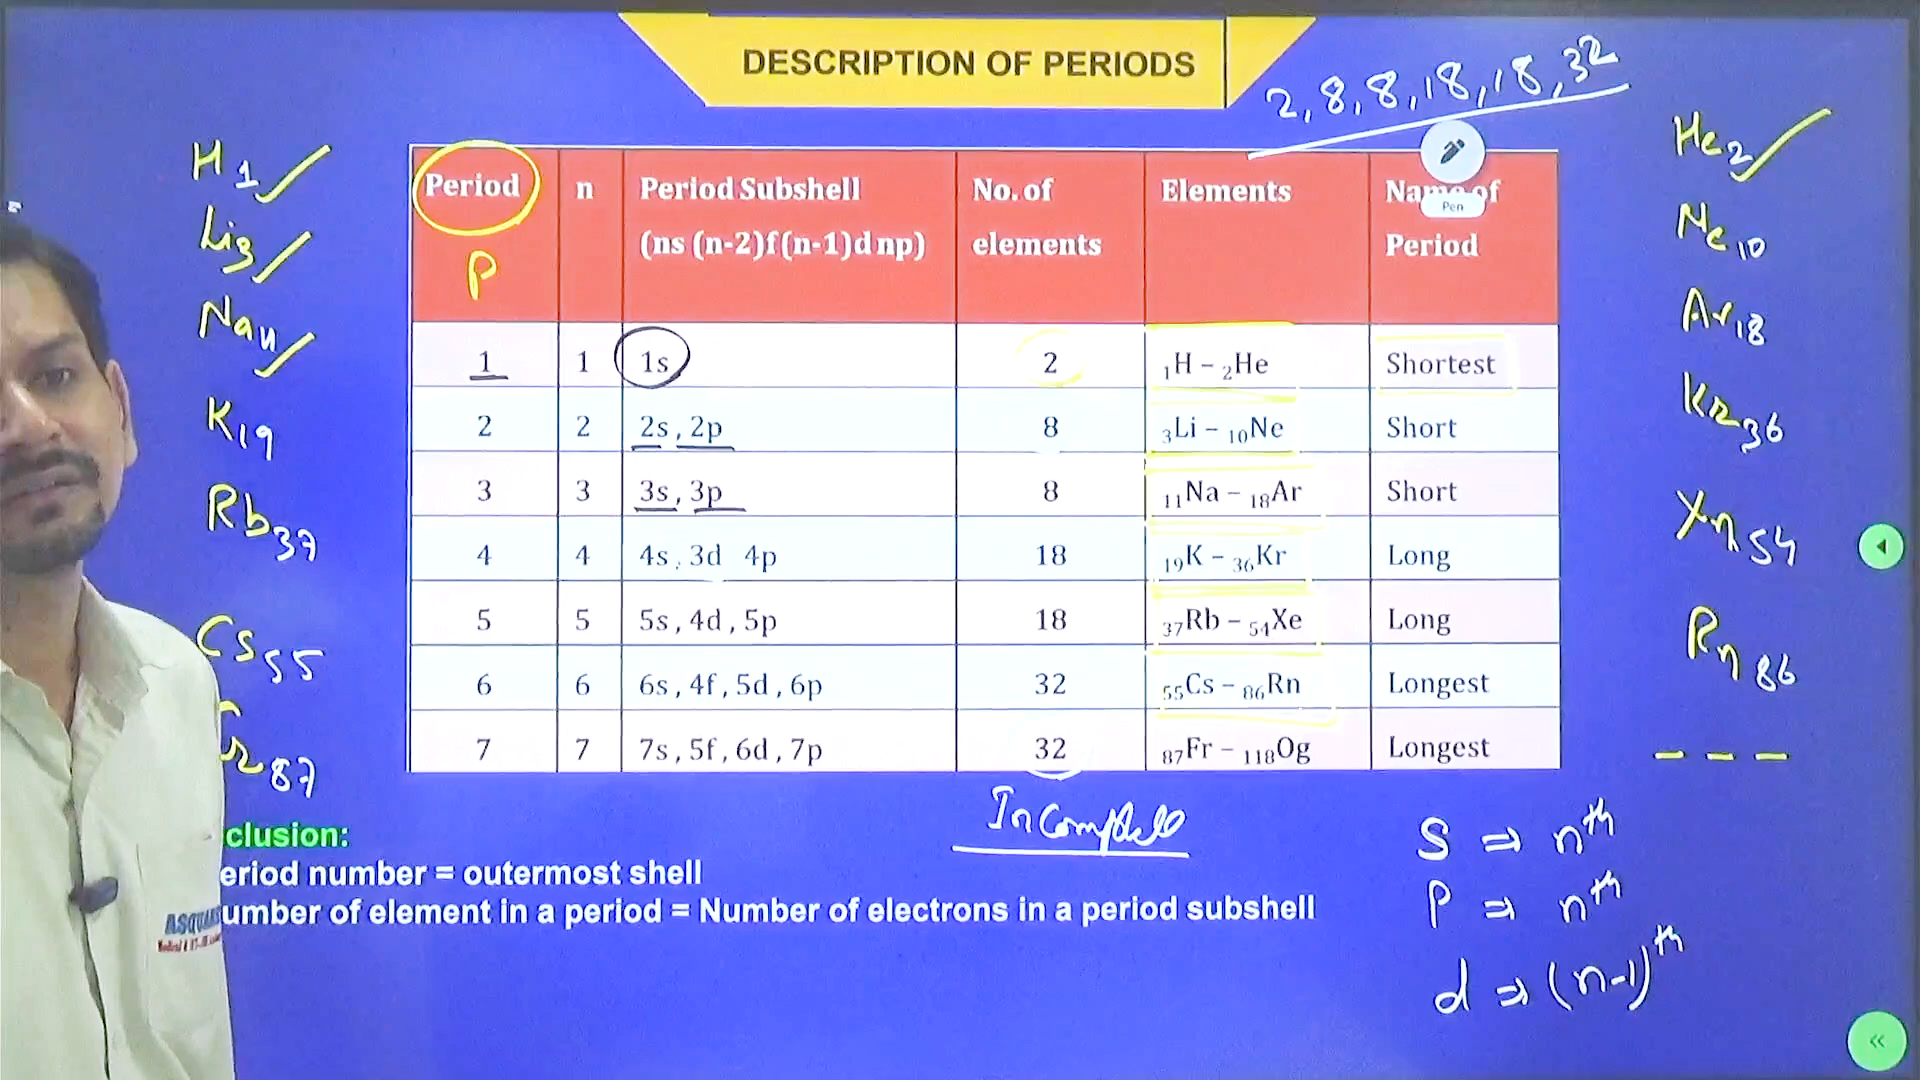 DESCRIPTION OF PERIODS
2,8,8,18,18,32
H1
Li3
Na11
K19
Rb37
Cs55
87
He2
Ne10
Ar18
Kr36
Xn54
Rn86
- - -
Period n Period Subshell No. of Elements Name of
Pen
(ns (n-2)f(n-1)d np) elements Period
P
1 1 1s 2 1H – 2He Shortest
2 2 2s , 2p 8 3Li – 10Ne Short
3 3 3s , 3p 8 11Na – 18Ar Short
4 4 4s , 3d 4p 18 19K – 36Kr Long
5 5 5s , 4d , 5p 18 37Rb – 54Xe Long
6 6 6s , 4f , 5d , 6p 32 55Cs – 86Rn Longest
7 7 7s , 5f , 6d , 7p 32 87Fr – 118Og Longest
InComplete
clusion:
eriod number = outermost shell
umber of element in a period = Number of electrons in a period subshell
S ⇒ nth
P ⇒ nth
d ⇒ (n-1)th